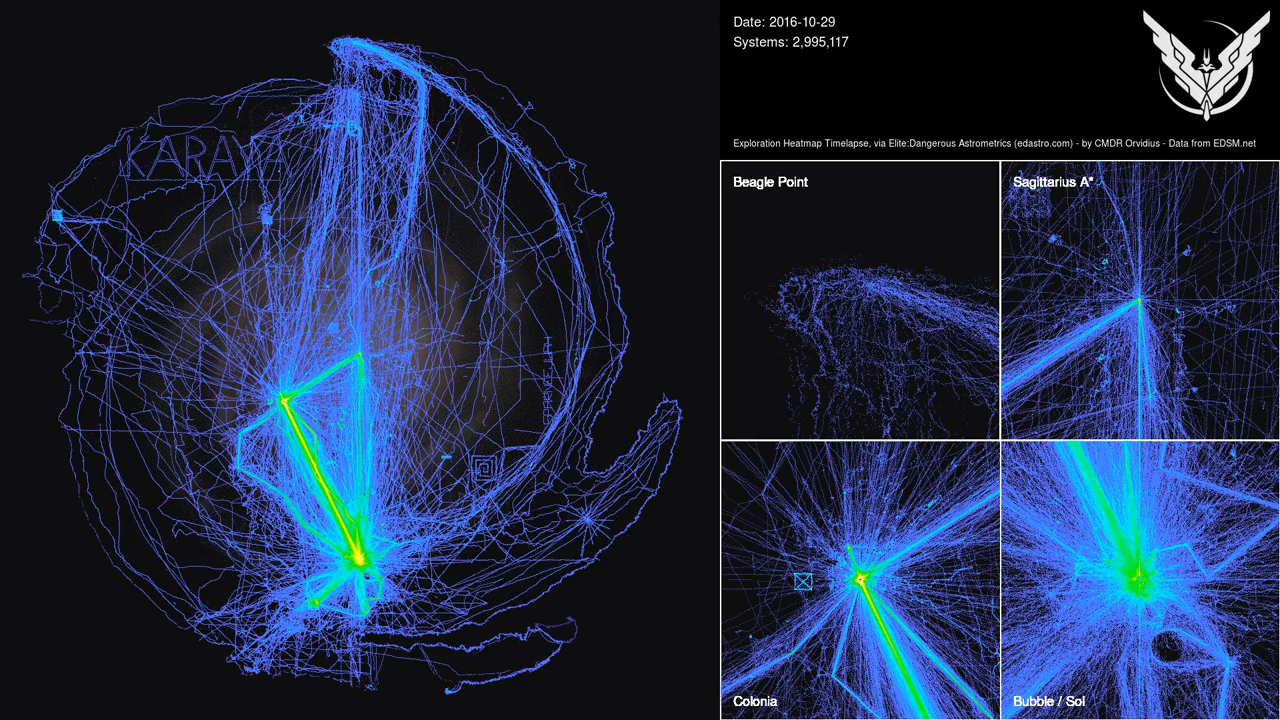 Date: 2016-10-29
Systems: 2,995,117
Exploration Heatmap Timelapse, via Elite:Dangerous Astrometrics (edastro.com) - by CMDR Orvidius - Data from EDSM.net
KARAY
Beagle Point
Sagittarius A*
Colonia
Bubble / Sol